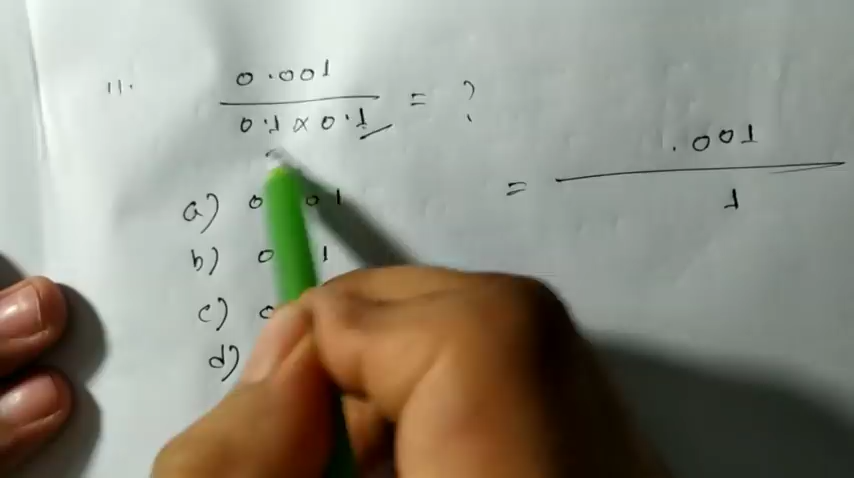 11. 0.001
0.1 × 0.1 = ?
= .001
1
a)
b)
c)
d)